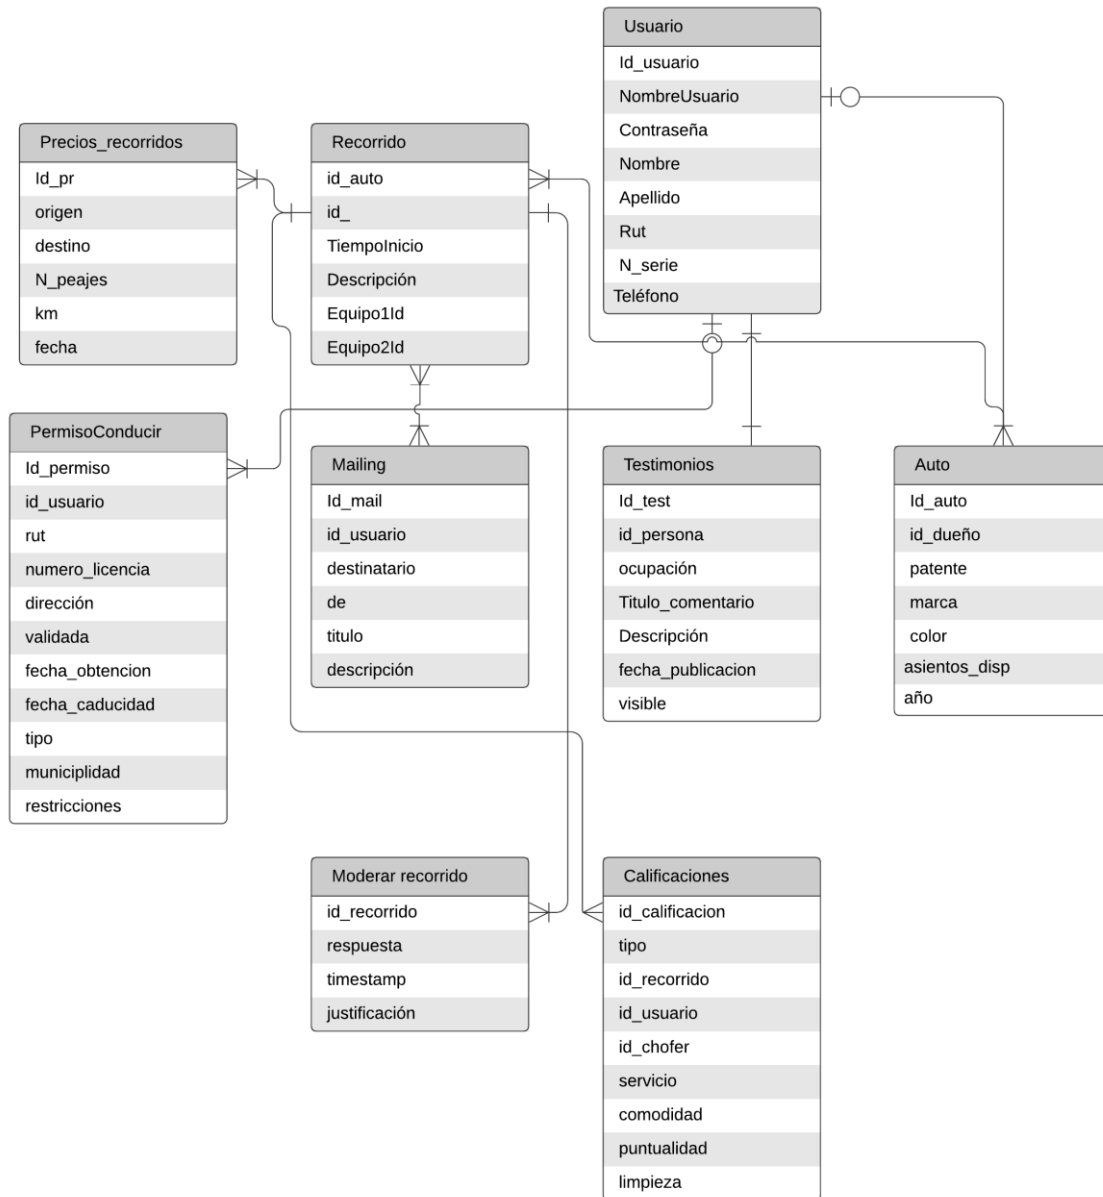 Usuario
Id_usuario
NombreUsuario
Contraseña
Nombre
Apellido
Rut
N_serie
Teléfono
Precios_recorridos
Id_pr
origen
destino
N_peajes
km
fecha
Recorrido
id_auto
id_
TiempoInicio
Descripción
Equipo1Id
Equipo2Id
PermisoConducir
Id_permiso
id_usuario
rut
numero_licencia
dirección
validada
fecha_obtencion
fecha_caducidad
tipo
municiplidad
restricciones
Mailing
Id_mail
id_usuario
destinatario
de
titulo
descripción
Testimonios
Id_test
id_persona
ocupación
Titulo_comentario
Descripción
fecha_publicacion
visible
Auto
Id_auto
id_dueño
patente
marca
color
asientos_disp
año
Moderar recorrido
id_recorrido
respuesta
timestamp
justificación
Calificaciones
id_calificacion
tipo
id_recorrido
id_usuario
id_chofer
servicio
comodidad
puntualidad
limpieza